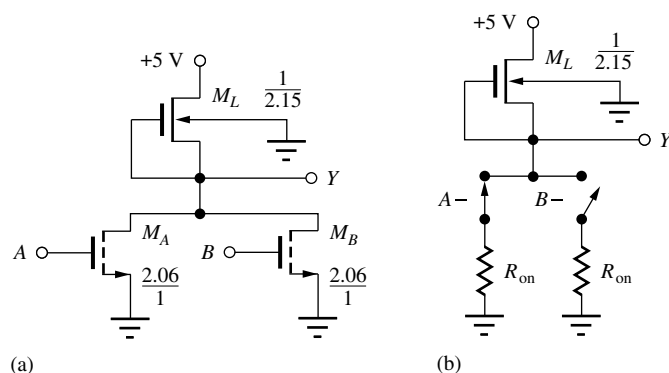 +5 V
M_L
1
2.15
Y
M_A
A
2.06
1
M_B
B
2.06
1
(a)
(b)
+5 V
M_L
1
2.15
Y
A–
B–
R_on
R_on